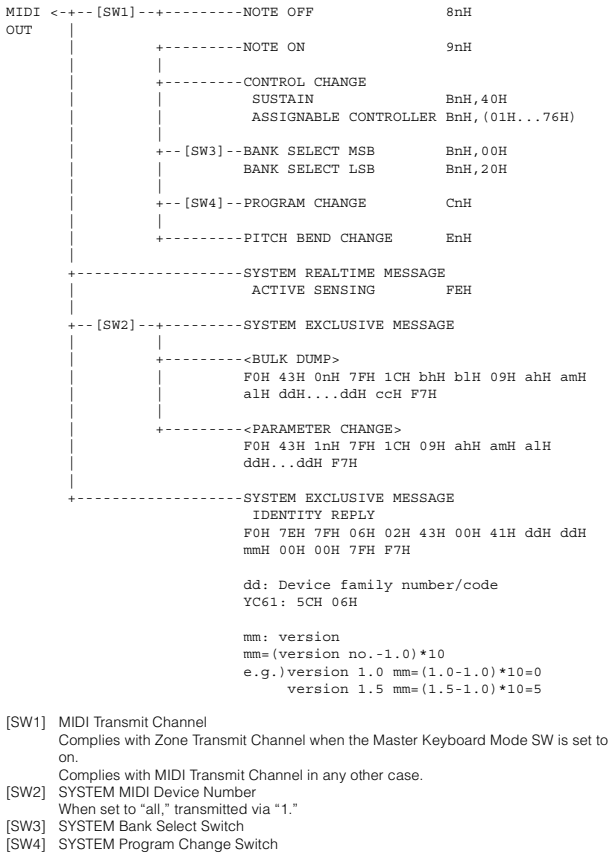 MIDI <-+--[SW1]--+---------NOTE OFF                8nH
OUT    |         |
       |         +---------NOTE ON                 9nH
       |         |
       |         +---------CONTROL CHANGE
       |         |          SUSTAIN                BnH,40H
       |         |          ASSIGNABLE CONTROLLER BnH,(01H...76H)
       |         |
       |         +--[SW3]--BANK SELECT MSB         BnH,00H
       |         |         BANK SELECT LSB         BnH,20H
       |         |
       |         +--[SW4]--PROGRAM CHANGE          CnH
       |         |
       |         +---------PITCH BEND CHANGE       EnH
       |
       +-------------------SYSTEM REALTIME MESSAGE
       |                    ACTIVE SENSING         FEH
       |
       +--[SW2]--+---------SYSTEM EXCLUSIVE MESSAGE
       |         |
       |         +---------<BULK DUMP>
       |         |         F0H 43H 0nH 7FH 1CH bhH blH 09H ahH amH
       |         |         alH ddH....ddH ccH F7H
       |         |
       |         +---------<PARAMETER CHANGE>
       |                   F0H 43H 1nH 7FH 1CH 09H ahH amH alH
       |                   ddH...ddH F7H
       |
       +-------------------SYSTEM EXCLUSIVE MESSAGE
                            IDENTITY REPLY
                           F0H 7EH 7FH 06H 02H 43H 00H 41H ddH ddH
                           mmH 00H 00H 7FH F7H

                           dd: Device family number/code
                           YC61: 5CH 06H

                           mm: version
                           mm=(version no.-1.0)*10
                           e.g.)version 1.0 mm=(1.0-1.0)*10=0
                                version 1.5 mm=(1.5-1.0)*10=5

[SW1] MIDI Transmit Channel
Complies with Zone Transmit Channel when the Master Keyboard Mode SW is set to
on.
Complies with MIDI Transmit Channel in any other case.
[SW2] SYSTEM MIDI Device Number
When set to “all,” transmitted via “1.”
[SW3] SYSTEM Bank Select Switch
[SW4] SYSTEM Program Change Switch